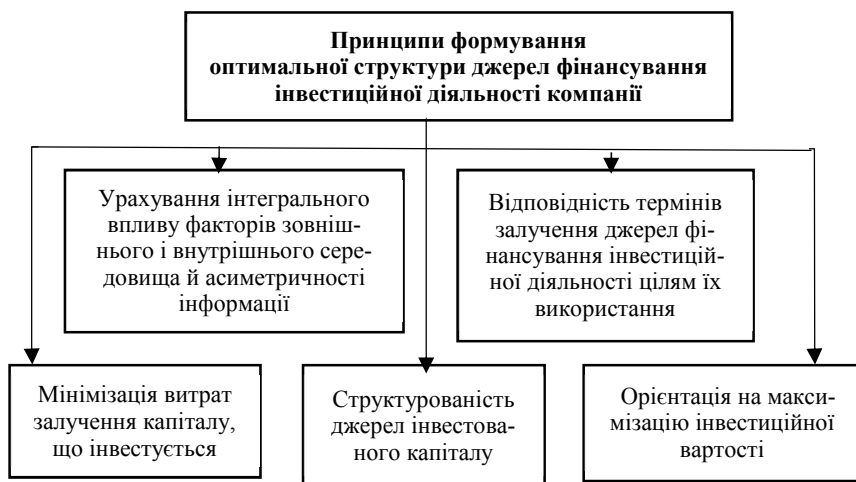 Принципи формування
оптимальної структури джерел фінансування
інвестиційної діяльності компанії
Урахування інтегрального
впливу факторів зовніш-
нього і внутрішнього сере-
довища й асиметричності
інформації
Відповідність термінів
залучення джерел фі-
нансування інвестицій-
ної діяльності цілям їх
використання
Мінімізація витрат
залучення капіталу,
що інвестується
Структурованість
джерел інвестова-
ного капіталу
Орієнтація на макси-
мізацію інвестиційної
вартості